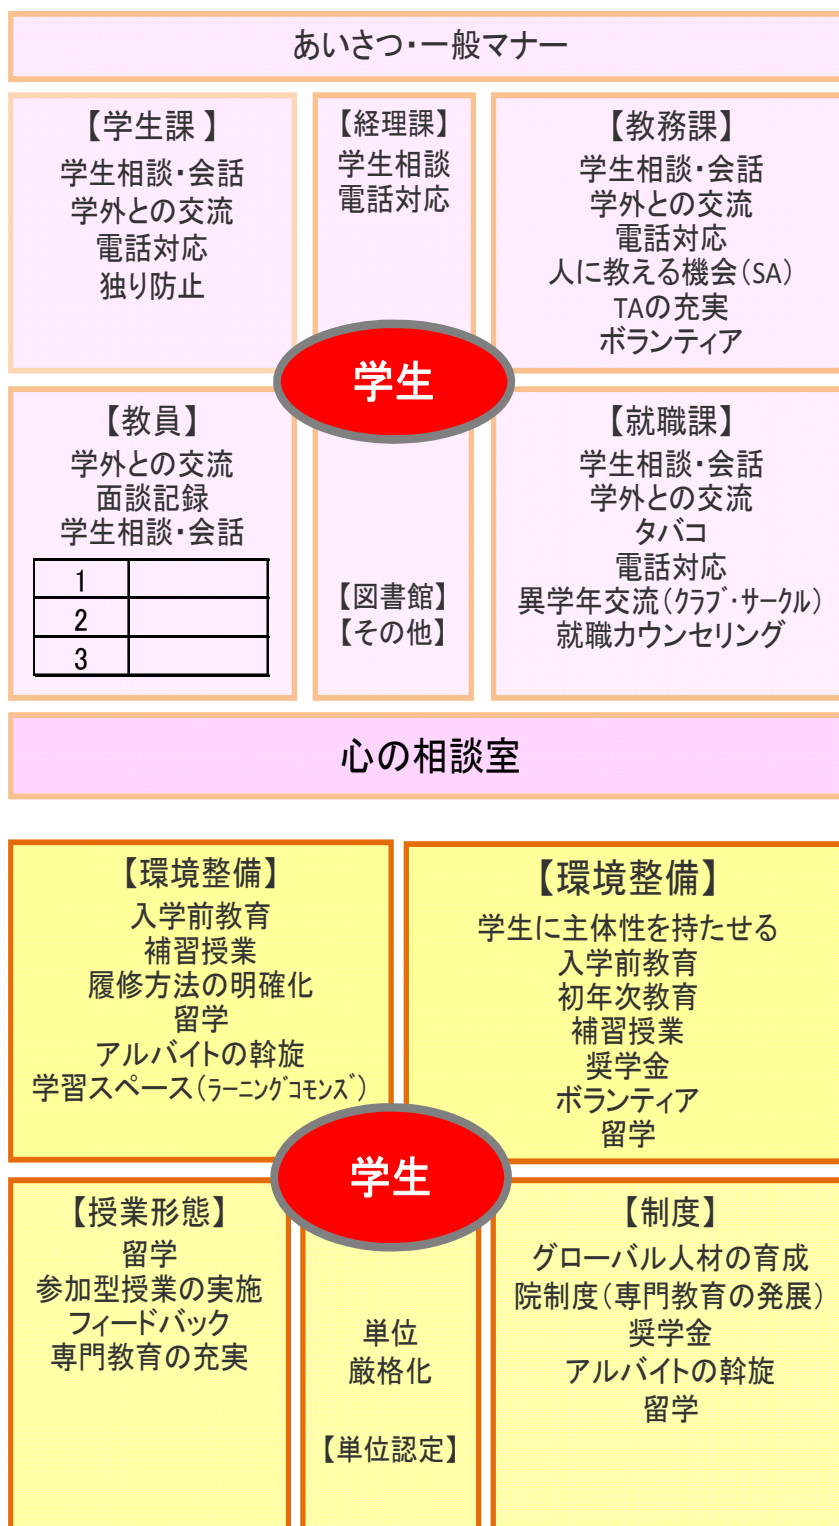 あいさつ・一般マナー
【学生課 】
学生相談・会話
学外との交流
電話対応
独り防止
【経理課】
学生相談
電話対応
【教務課】
学生相談・会話
学外との交流
電話対応
人に教える機会（SA）
TAの充実
ボランティア
学生
【教員】
学外との交流
面談記録
学生相談・会話
1
2
3
【図書館】
【その他】
【就職課】
学生相談・会話
学外との交流
タバコ
電話対応
異学年交流（ｸﾗﾌﾞ・ｻｰｸﾙ）
就職カウンセリング
心の相談室
【環境整備】
入学前教育
補習授業
履修方法の明確化
留学
アルバイトの斡旋
学習スペース（ﾗｰﾆﾝｸﾞｺﾓﾝｽﾞ）
【環境整備】
学生に主体性を持たせる
入学前教育
初年次教育
補習授業
奨学金
ボランティア
留学
学生
【授業形態】
留学
参加型授業の実施
フィードバック
専門教育の充実
単位
厳格化
【単位認定】
【制度】
グローバル人材の育成
院制度（専門教育の発展）
奨学金
アルバイトの斡旋
留学